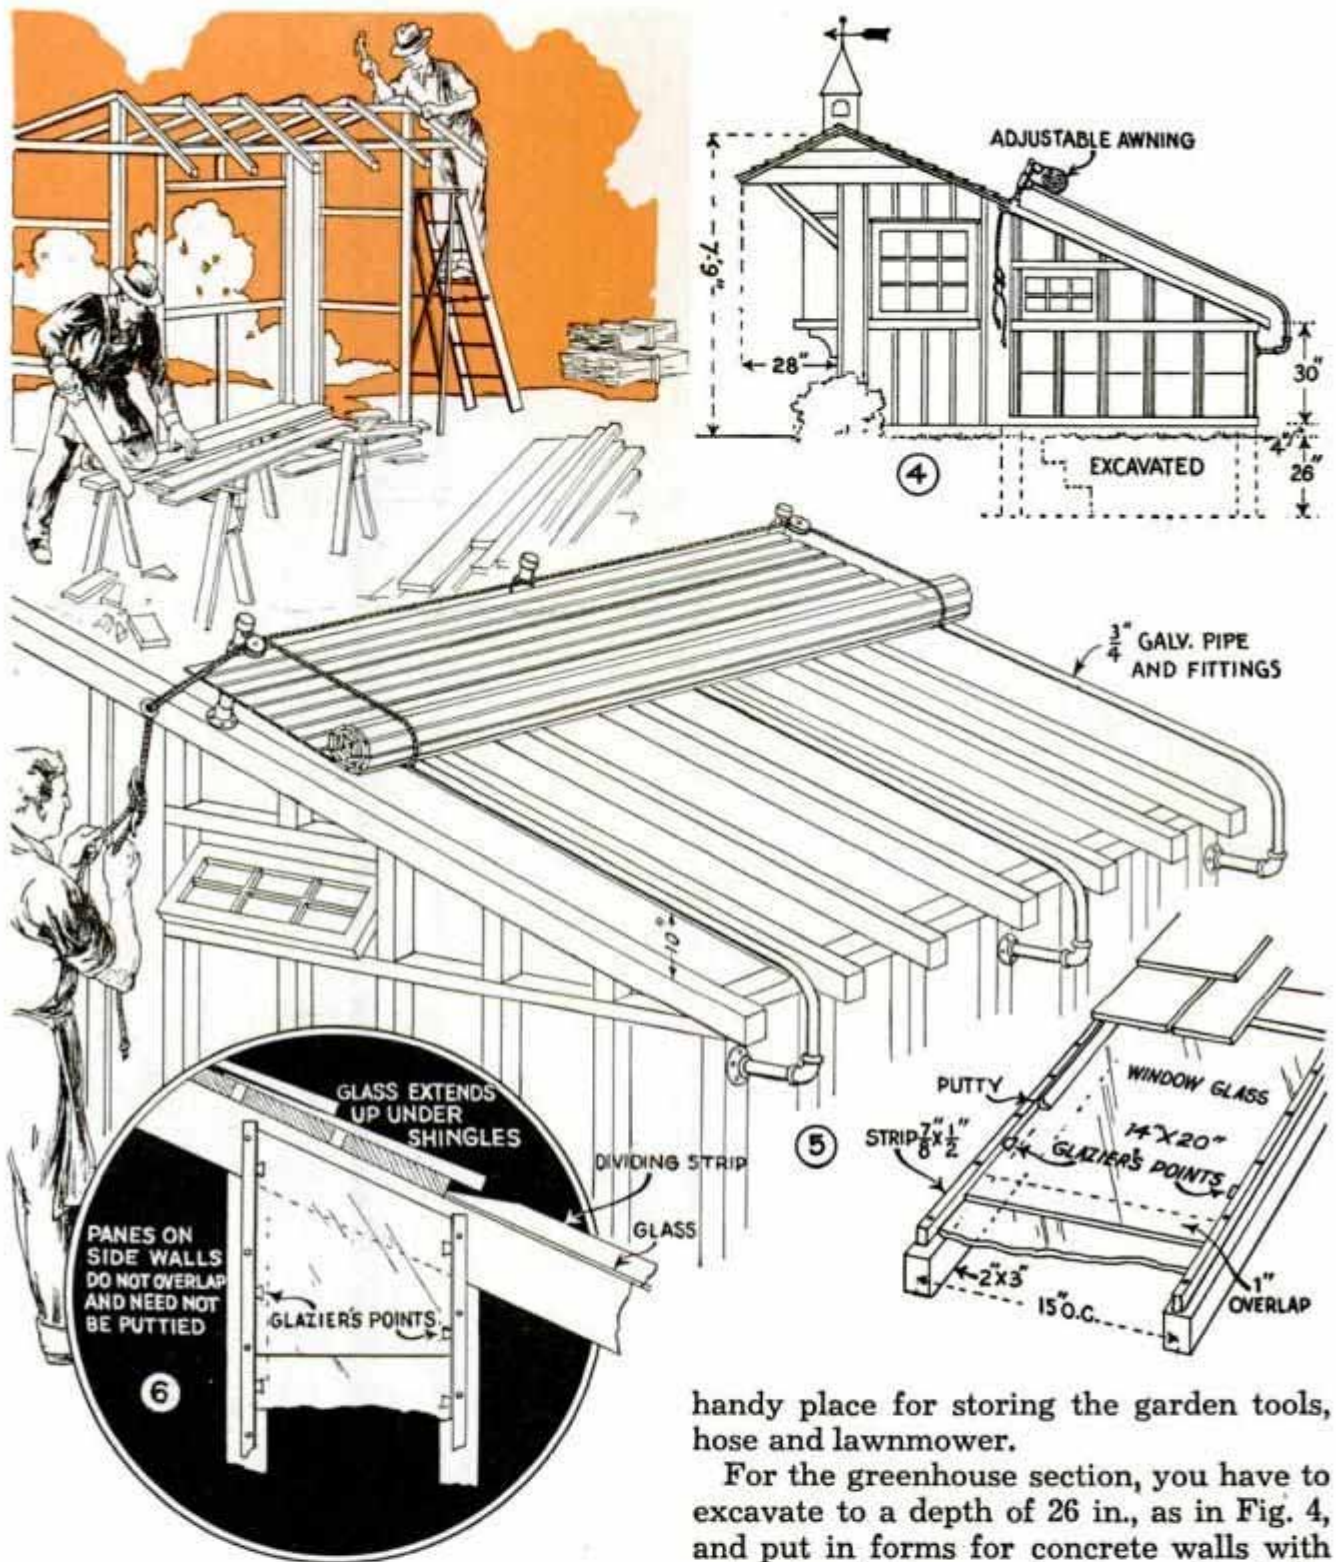 ADJUSTABLE AWNING
7'-9"
28"
30"
4"
26"
EXCAVATED
4
3/4" GALV. PIPE
AND FITTINGS
10"
5
PUTTY
WINDOW GLASS
14"X20"
STRIP 7/8"X1/2"
GLAZIER'S POINTS
2"X3"
15" O.C.
1"
OVERLAP
GLASS EXTENDS
UP UNDER
SHINGLES
DIVIDING STRIP
GLASS
PANES ON
SIDE WALLS
DO NOT OVERLAP
AND NEED NOT
BE PUTTIED
GLAZIER'S POINTS
6
handy place for storing the garden tools,
hose and lawnmower.
For the greenhouse section, you have to
excavate to a depth of 26 in., as in Fig. 4,
and put in forms for concrete walls with